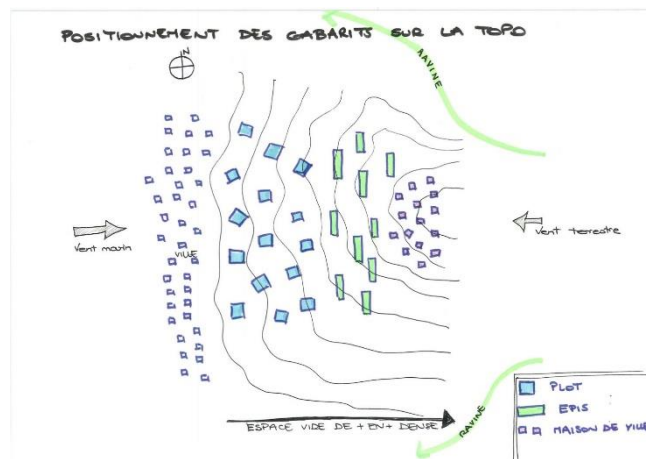 POSITIONNEMENT DES GABARITS SUR LA TOPO
N
RAVINE
Vent marin
VILLE
Vent terrestre
ESPACE VIDE DE + EN + DENSE
RAVINE
PLOT
EPIS
MAISON DE VILLE